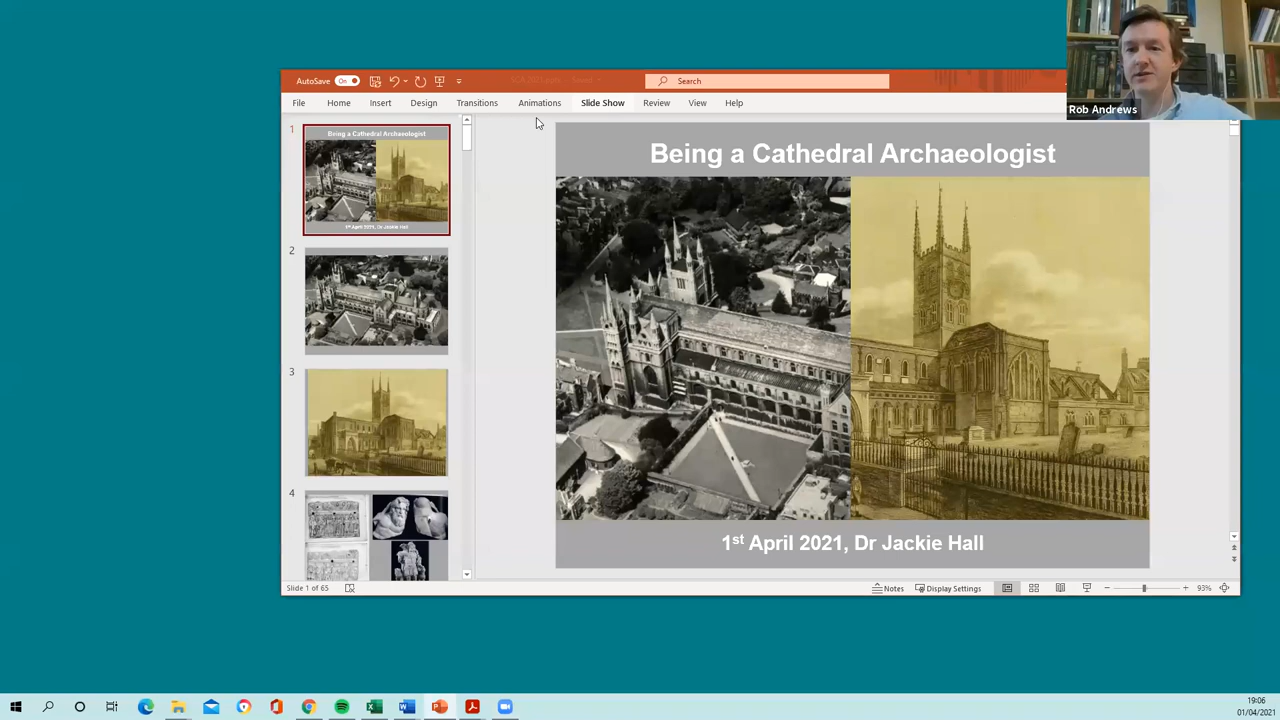 AutoSave On
Search
Rob Andrews
File Home Insert Design Transitions Animations Slide Show Review View Help
1
Being a Cathedral Archaeologist
1st April 2021, Dr Jackie Hall
2
3
4
Being a Cathedral Archaeologist
1st April 2021, Dr Jackie Hall
Slide 1 of 65
Notes Display Settings 93%
19:06
01/04/2021